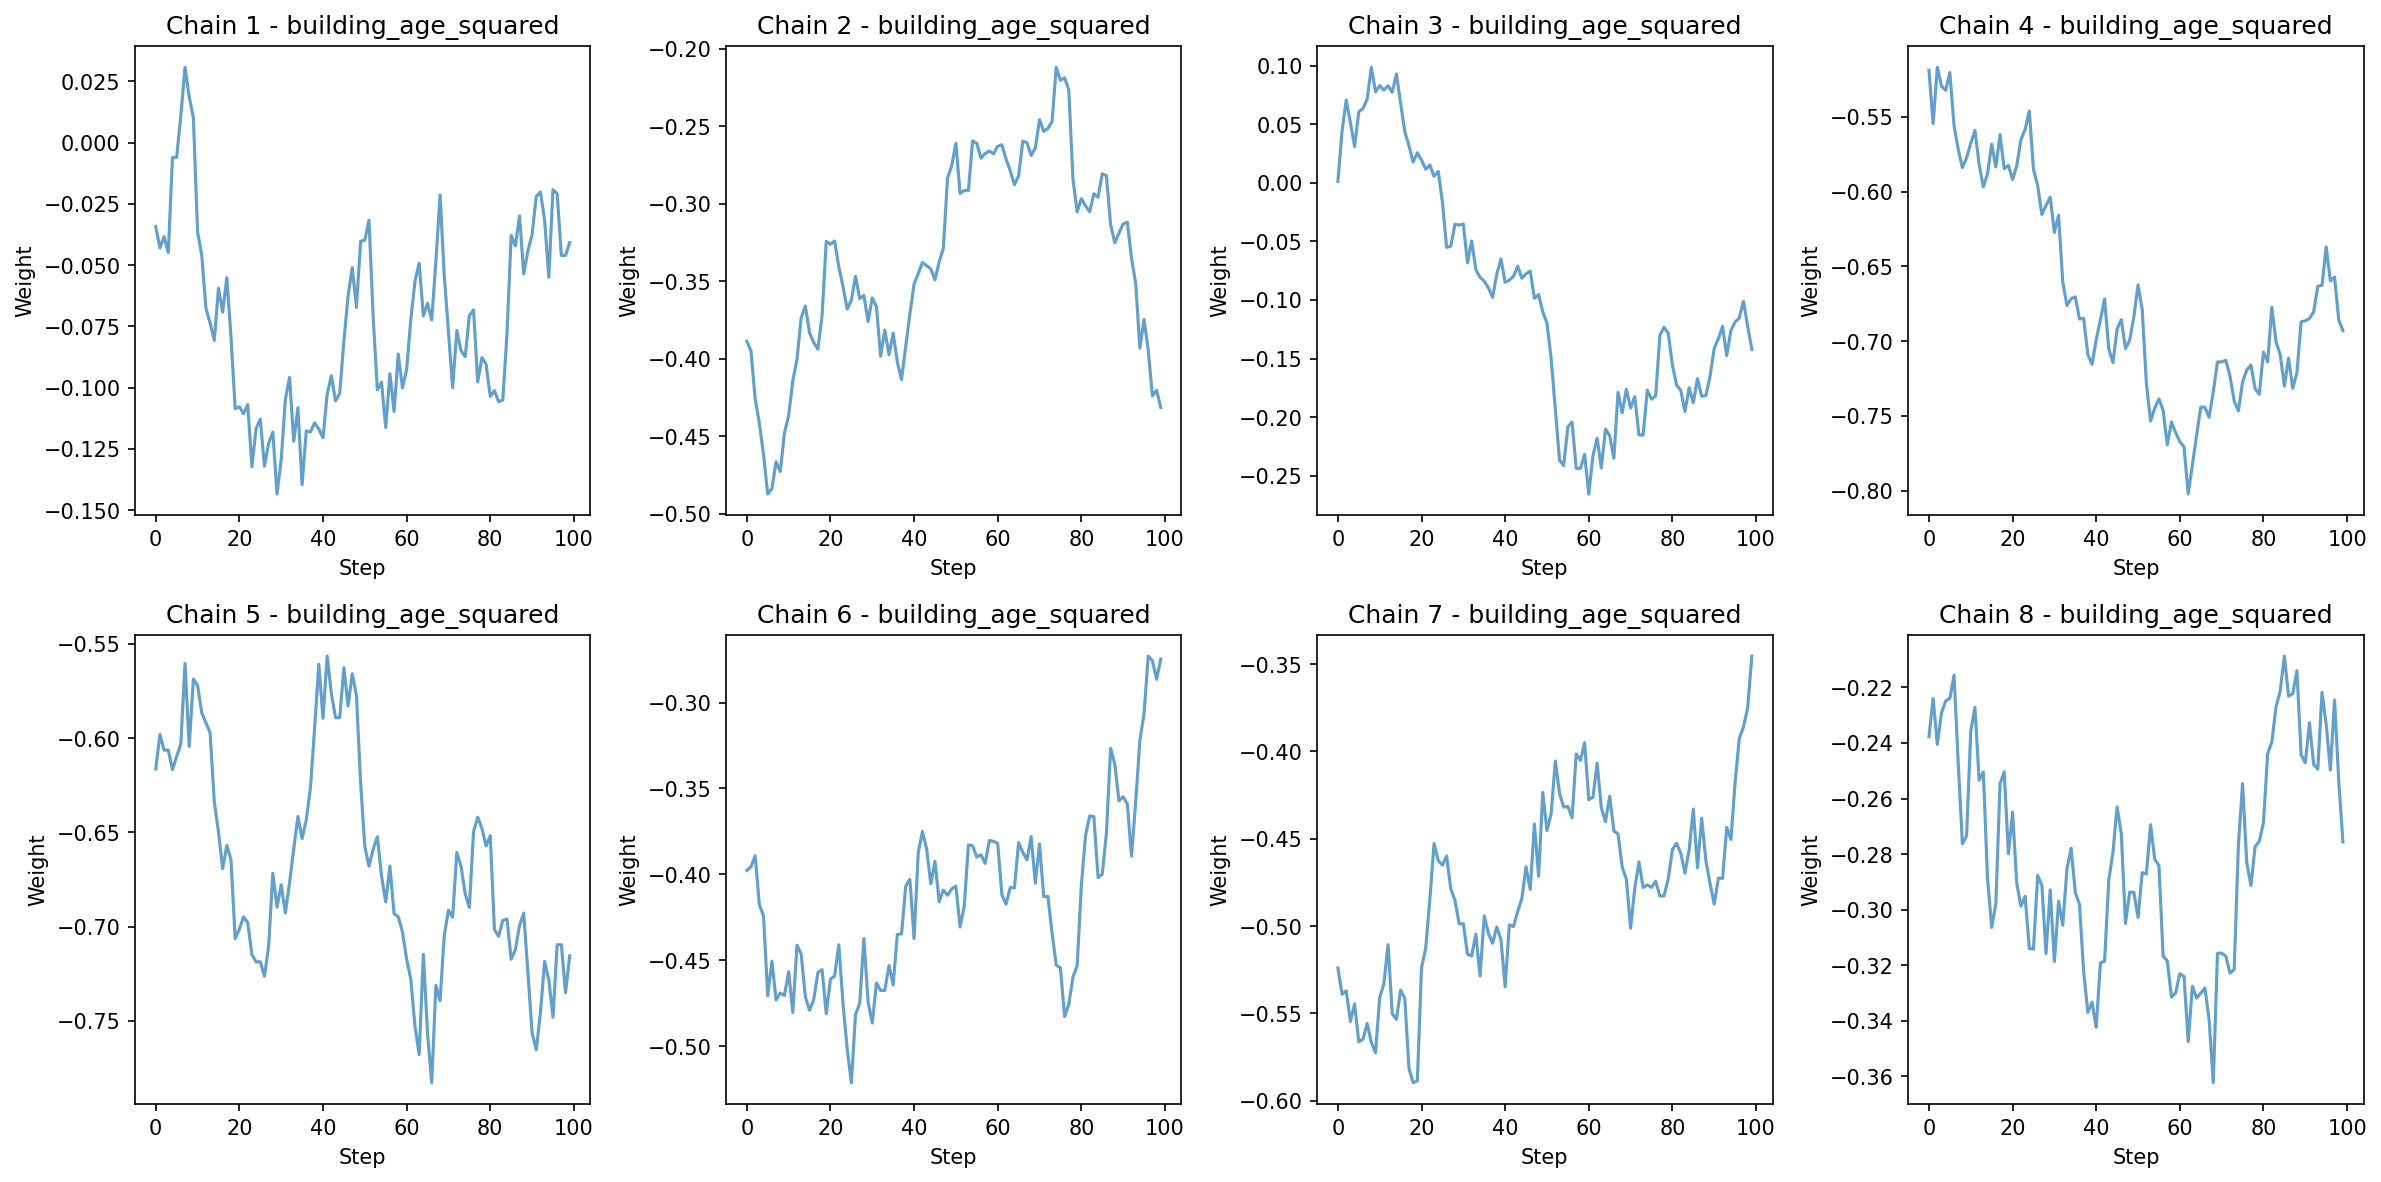 Chain 1 - building_age_squared
0.025
0.000
−0.025
−0.050
−0.075
−0.100
−0.125
−0.150
Weight
0 20 40 60 80 100
Step
Chain 2 - building_age_squared
−0.20
−0.25
−0.30
−0.35
−0.40
−0.45
−0.50
Weight
0 20 40 60 80 100
Step
Chain 3 - building_age_squared
0.10
0.05
0.00
−0.05
−0.10
−0.15
−0.20
−0.25
Weight
0 20 40 60 80 100
Step
Chain 4 - building_age_squared
−0.55
−0.60
−0.65
−0.70
−0.75
−0.80
Weight
0 20 40 60 80 100
Step
Chain 5 - building_age_squared
−0.55
−0.60
−0.65
−0.70
−0.75
Weight
0 20 40 60 80 100
Step
Chain 6 - building_age_squared
−0.30
−0.35
−0.40
−0.45
−0.50
Weight
0 20 40 60 80 100
Step
Chain 7 - building_age_squared
−0.35
−0.40
−0.45
−0.50
−0.55
−0.60
Weight
0 20 40 60 80 100
Step
Chain 8 - building_age_squared
−0.22
−0.24
−0.26
−0.28
−0.30
−0.32
−0.34
−0.36
Weight
0 20 40 60 80 100
Step